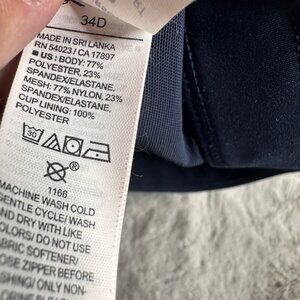 34D
MADE IN SRI LANKA
RN 54023 / CA 17897
■ US: BODY: 77%
POLYESTER, 23%
SPANDEX/ELASTANE,
MESH: 77% NYLON, 23%
SPANDEX/ELASTANE,
CUP LINING: 100%
POLYESTER
30
1166
MACHINE WASH COLD
GENTLE CYCLE/ WASH
AND DRY WITH LIKE
COLORS/ DO NOT USE
FABRIC SOFTENER/
ZIPPER BEFORE
ONLY NON-